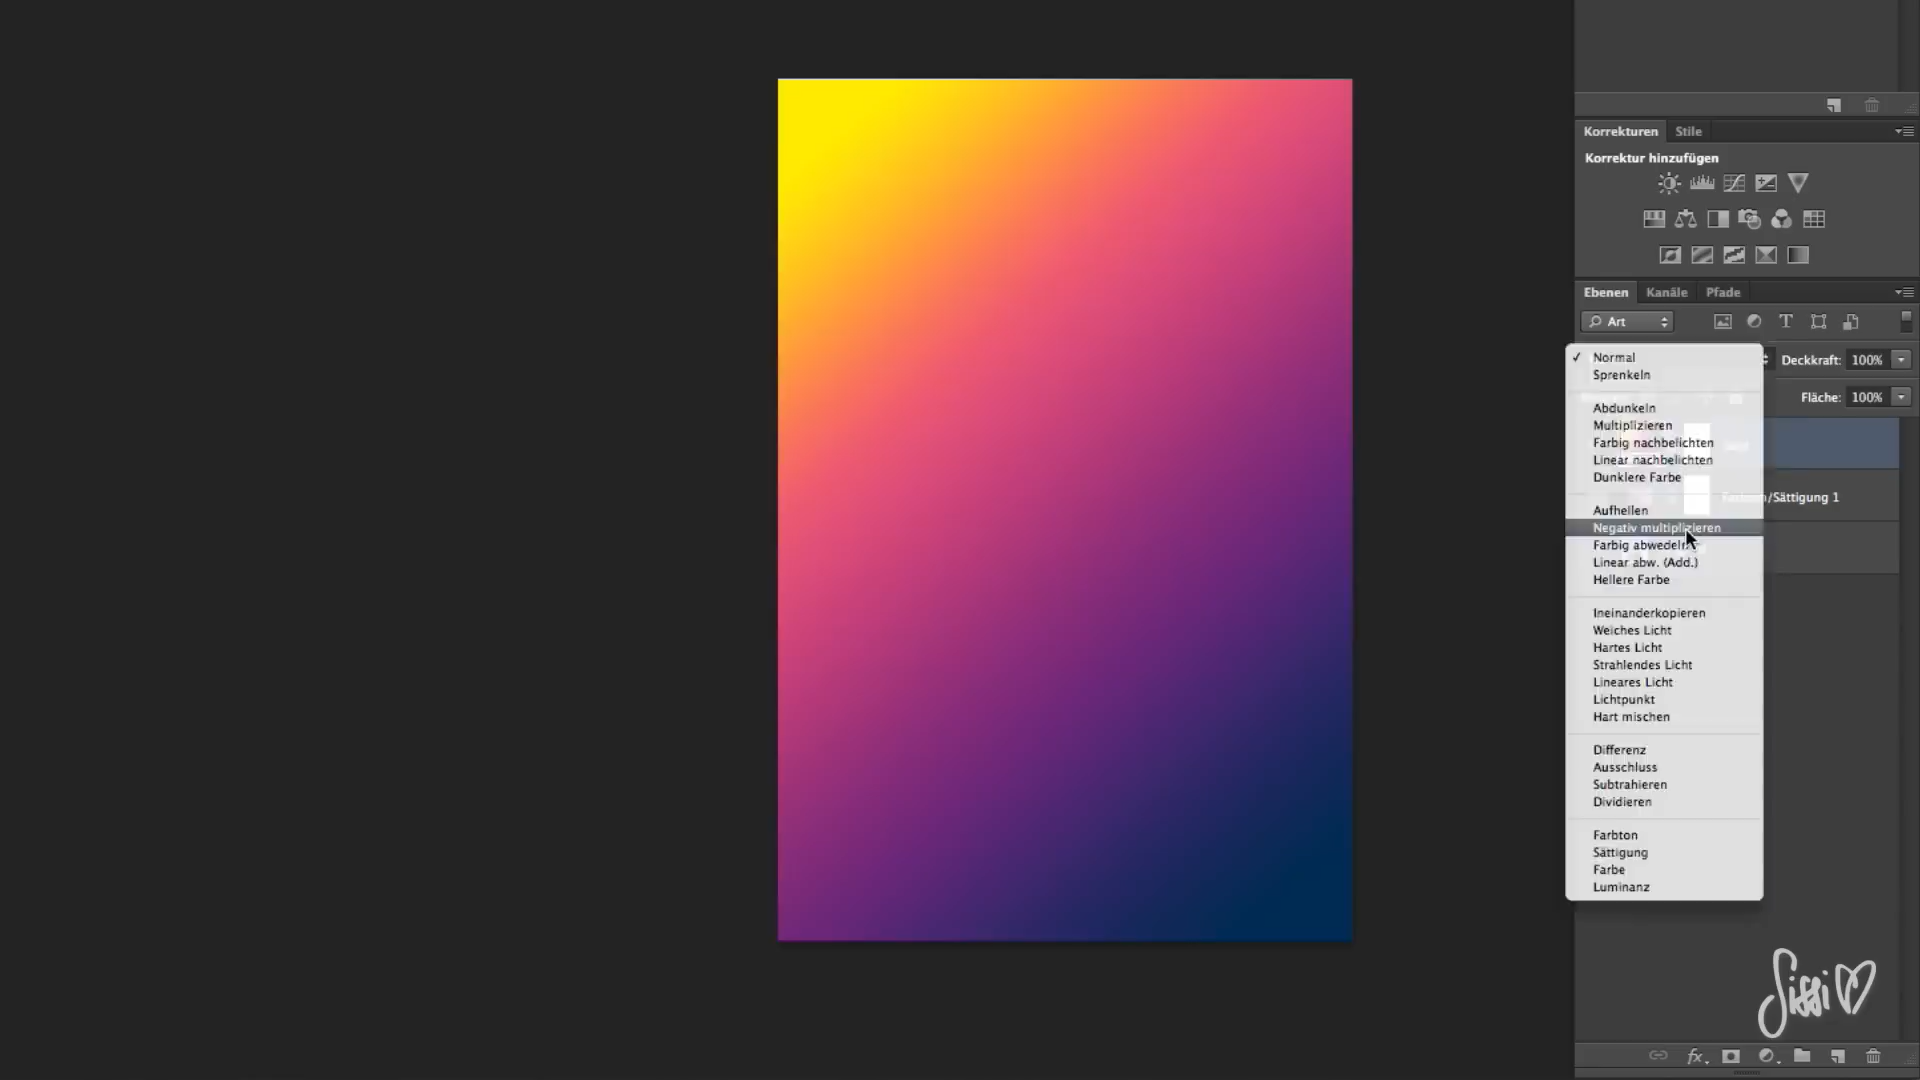 Korrekturen Stile
Korrektur hinzufügen
Ebenen Kanäle Pfade
Art T
✓ Normal Deckkraft: 100%
Sprenkeln
Fläche: 100%
Abdunkeln
Multiplizieren
Farbig nachbelichten
Linear nachbelichten
Dunklere Farbe
/Sättigung 1
Aufhellen
Negativ multiplizieren
Farbig abwedeln
Linear abw. (Add.)
Hellere Farbe
Ineinanderkopieren
Weiches Licht
Hartes Licht
Strahlendes Licht
Lineares Licht
Lichtpunkt
Hart mischen
Differenz
Ausschluss
Subtrahieren
Dividieren
Farbton
Sättigung
Farbe
Luminanz
Sissi
fx